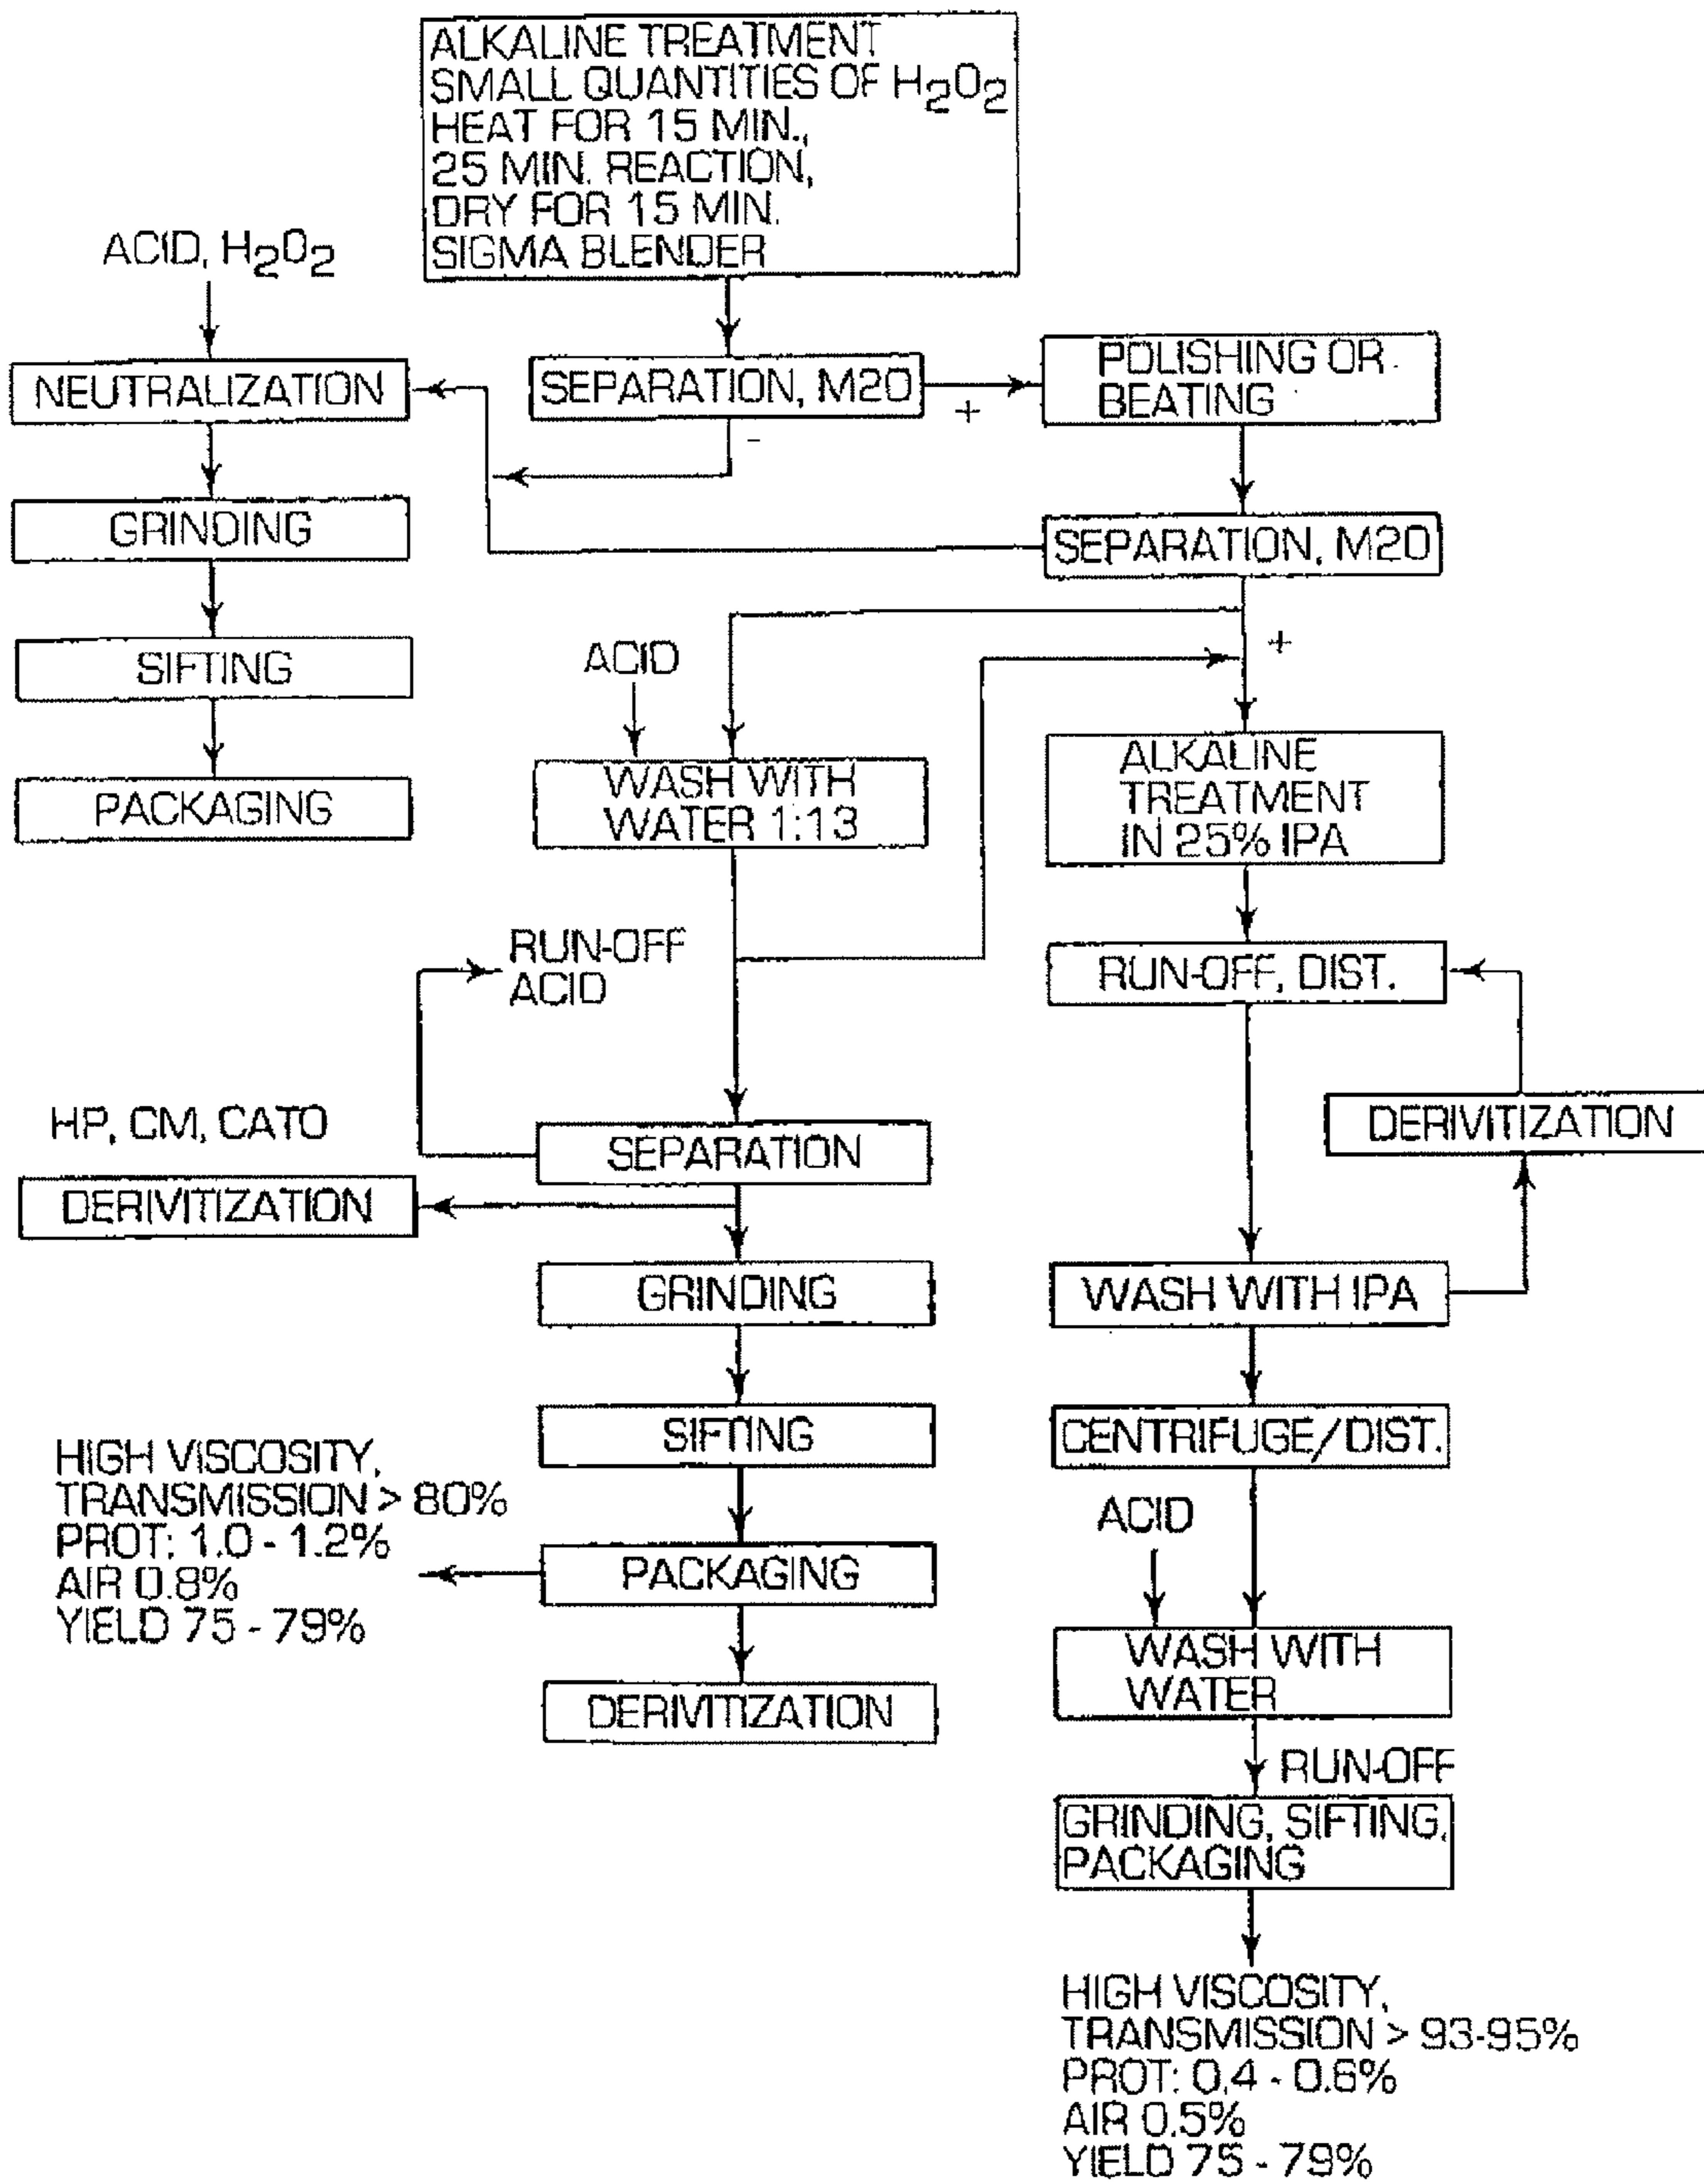 ALKALINE TREATMENT
SMALL QUANTITIES OF H₂O₂
HEAT FOR 15 MIN.,
25 MIN. REACTION,
DRY FOR 15 MIN.
SIGMA BLENDER
ACID, H₂O₂
NEUTRALIZATION
SEPARATION, M20
+
-
POLISHING OR
BEATING
GRINDING
SEPARATION, M20
SIFTING
ACID
+
PACKAGING
WASH WITH
WATER 1:13
ALKALINE
TREATMENT
IN 25% IPA
RUN-OFF
ACID
RUN-OFF, DIST.
HP, CM, CATO
SEPARATION
DERIVITIZATION
DERIVITIZATION
GRINDING
WASH WITH IPA
SIFTING
CENTRIFUGE/DIST.
HIGH VISCOSITY,
TRANSMISSION > 80%
PROT: 1.0 - 1.2%
AIR 0.8%
YIELD 75 - 79%
PACKAGING
ACID
DERIVITIZATION
WASH WITH
WATER
RUN-OFF
GRINDING, SIFTING,
PACKAGING
HIGH VISCOSITY,
TRANSMISSION > 93-95%
PROT: 0.4 - 0.6%
AIR 0.5%
YIELD 75 - 79%